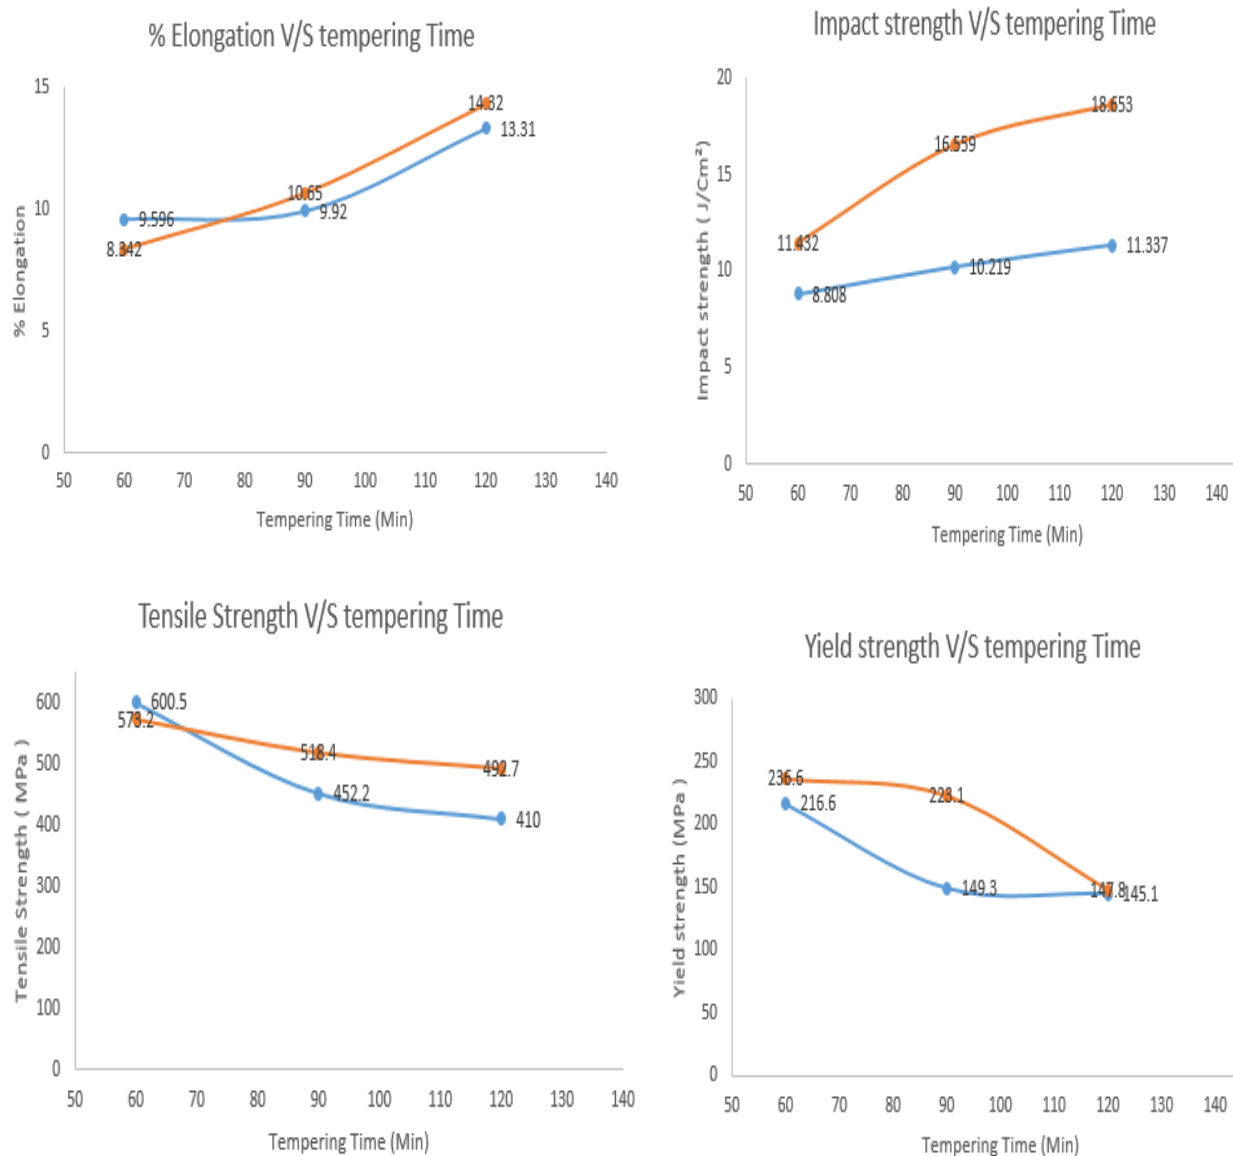 % Elongation V/S tempering Time
15
10
5
0
% Elongation
14.32
13.31
10.65
9.92
9.596
8.342
50 60 70 80 90 100 110 120 130 140
Tempering Time (Min)
Impact strength V/S tempering Time
20
15
10
5
0
Impact strength ( J/Cm²)
18.653
16.559
11.432
11.337
10.219
8.808
50 60 70 80 90 100 110 120 130 140
Tempering Time (Min)
Tensile Strength V/S tempering Time
600
500
400
300
200
100
0
Tensile Strength ( MPa )
600.5
573.2
518.4
492.7
452.2
410
50 60 70 80 90 100 110 120 130 140
Tempering Time (Min)
Yield strength V/S tempering Time
300
250
200
150
100
50
0
Yield strength (MPa)
236.6
216.6
223.1
149.3
147.8
145.1
50 60 70 80 90 100 110 120 130 140
Tempering Time (Min)